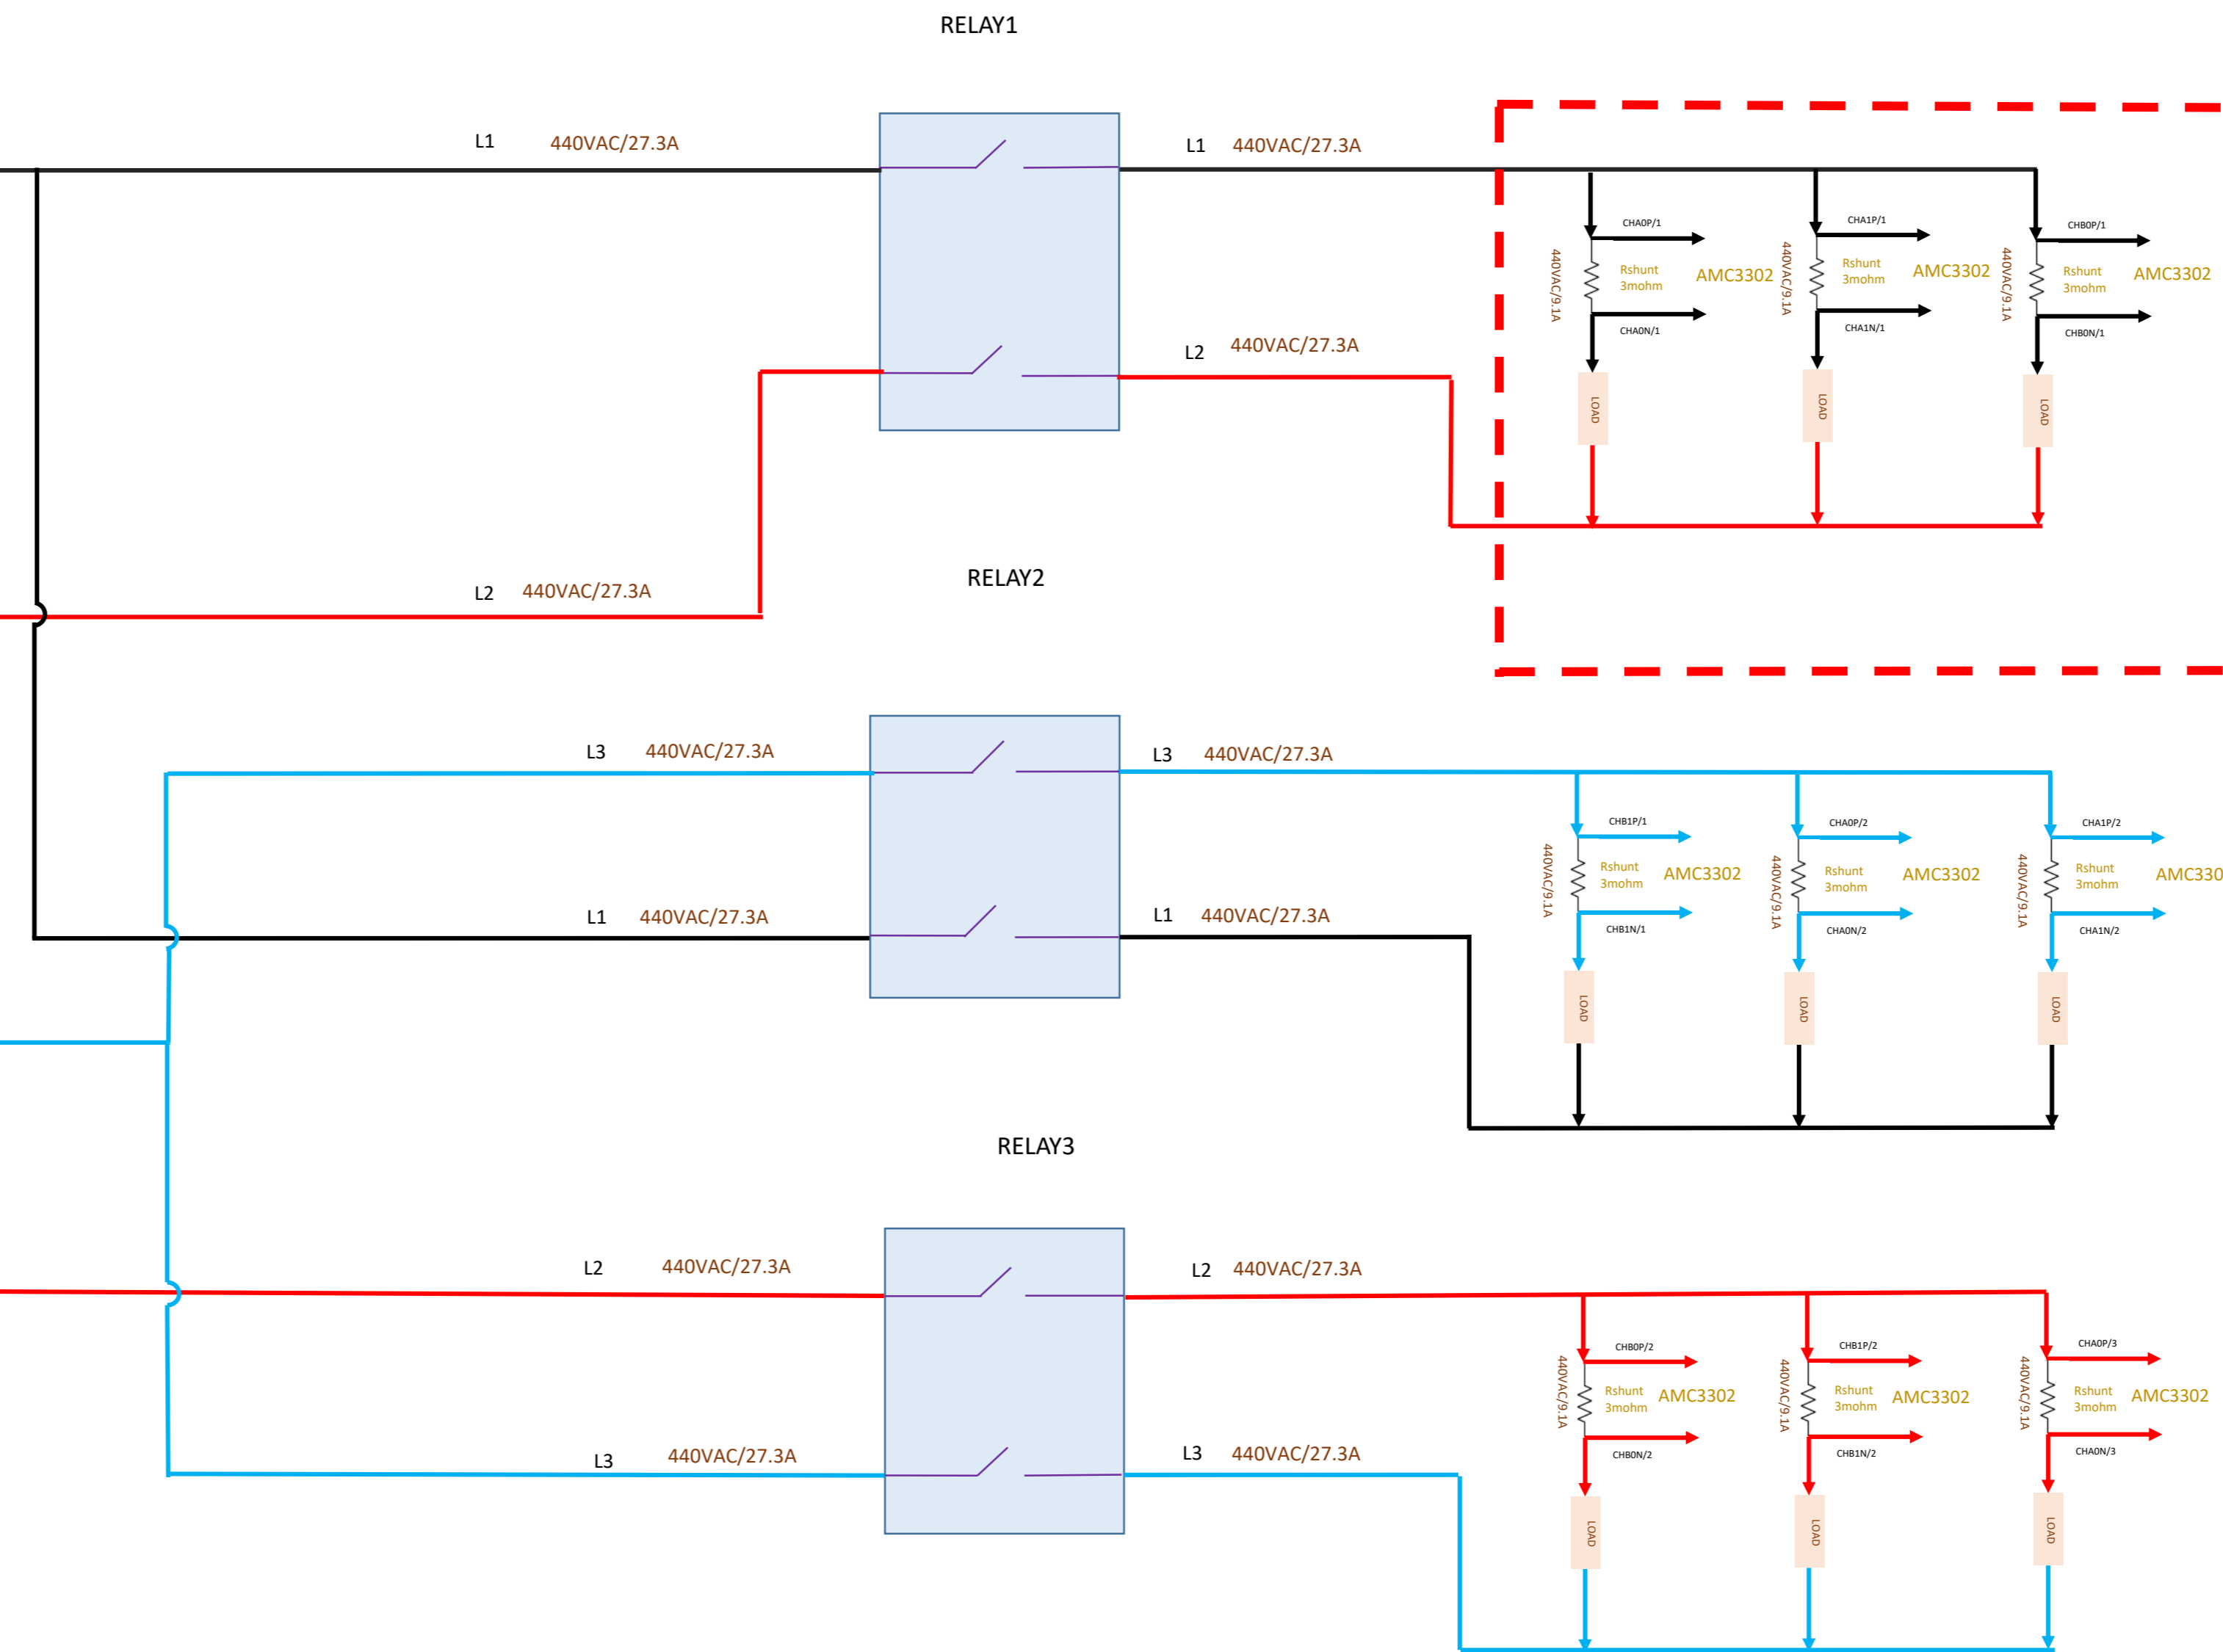 RELAY1
L1 440VAC/27.3A
L1 440VAC/27.3A
CHA0P/1
CHA1P/1
CHB0P/1
440VAC/9.1A
Rshunt
3mohm
AMC3302
440VAC/9.1A
Rshunt
3mohm
AMC3302
440VAC/9.1A
Rshunt
3mohm
AMC3302
CHA0N/1
CHA1N/1
CHB0N/1
L2 440VAC/27.3A
LOAD
LOAD
LOAD
L2 440VAC/27.3A
RELAY2
L3 440VAC/27.3A
L3 440VAC/27.3A
CHB1P/1
CHA0P/2
CHA1P/2
440VAC/9.1A
Rshunt
3mohm
AMC3302
440VAC/9.1A
Rshunt
3mohm
AMC3302
440VAC/9.1A
Rshunt
3mohm
AMC330
L1 440VAC/27.3A
L1 440VAC/27.3A
CHB1N/1
CHA0N/2
CHA1N/2
LOAD
LOAD
LOAD
RELAY3
L2 440VAC/27.3A
L2 440VAC/27.3A
CHB0P/2
CHB1P/2
CHA0P/3
440VAC/9.1A
Rshunt
3mohm
AMC3302
440VAC/9.1A
Rshunt
3mohm
AMC3302
440VAC/9.1A
Rshunt
3mohm
AMC3302
L3 440VAC/27.3A
L3 440VAC/27.3A
CHB0N/2
CHB1N/2
CHA0N/3
LOAD
LOAD
LOAD